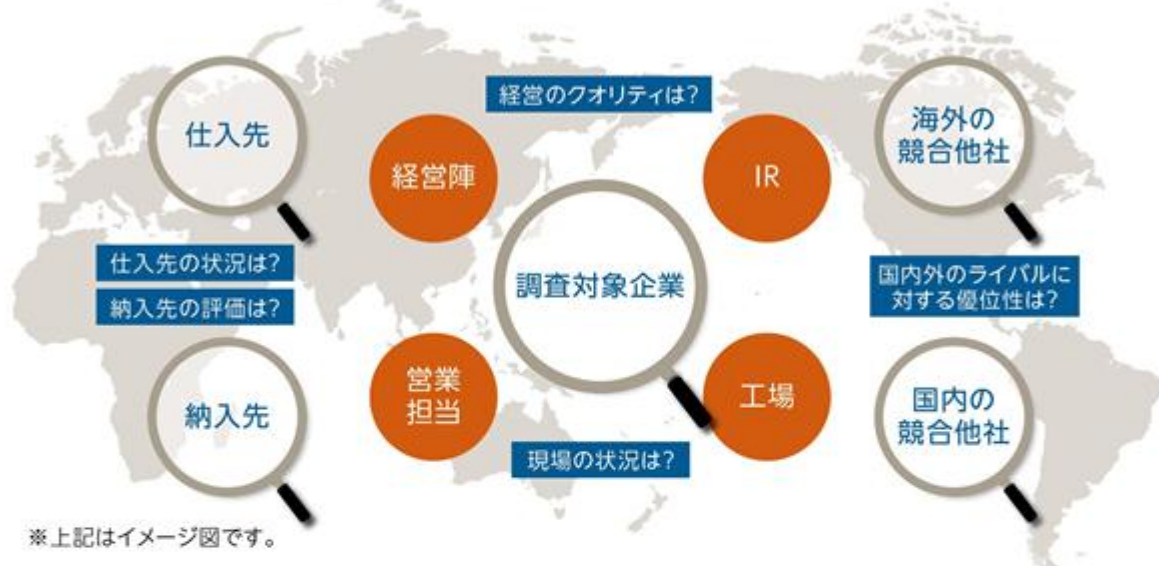 仕入先
仕入先の状況は?
納入先の評価は?
納入先
経営のクオリティは?
経営陣
IR
調査対象企業
営業
担当
工場
現場の状況は?
海外の
競合他社
国内外のライバルに
対する優位性は?
国内の
競合他社
※上記はイメージ図です。